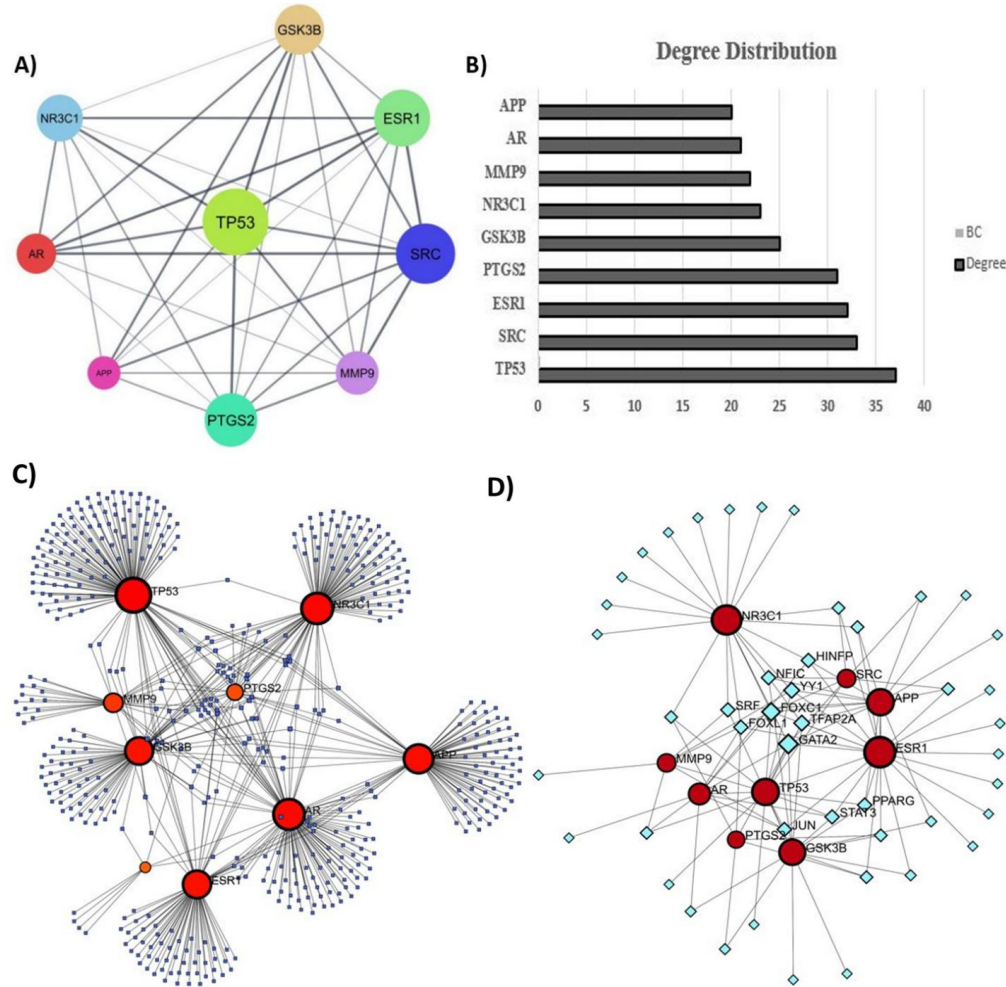 A)
GSK3B
NR3C1
ESR1
TP53
AR
SRC
APP
MMP9
PTGS2
B)
Degree Distribution
APP
AR
MMP9
NR3C1
GSK3B
PTGS2
ESR1
SRC
TP53
0 5 10 15 20 25 30 35 40
BC
Degree
C)
TP53
NR3C1
PTGS2
MMP9
GSK3B
APP
AR
ESR1
D)
NR3C1
HINFP
NFIC
SRC
YY1
APP
SRF
FOXC1
TFAP2A
FOXL1
GATA2
ESR1
MMP9
TP53
AR
PPARG
STAT3
JUN
PTGS2
GSK3B